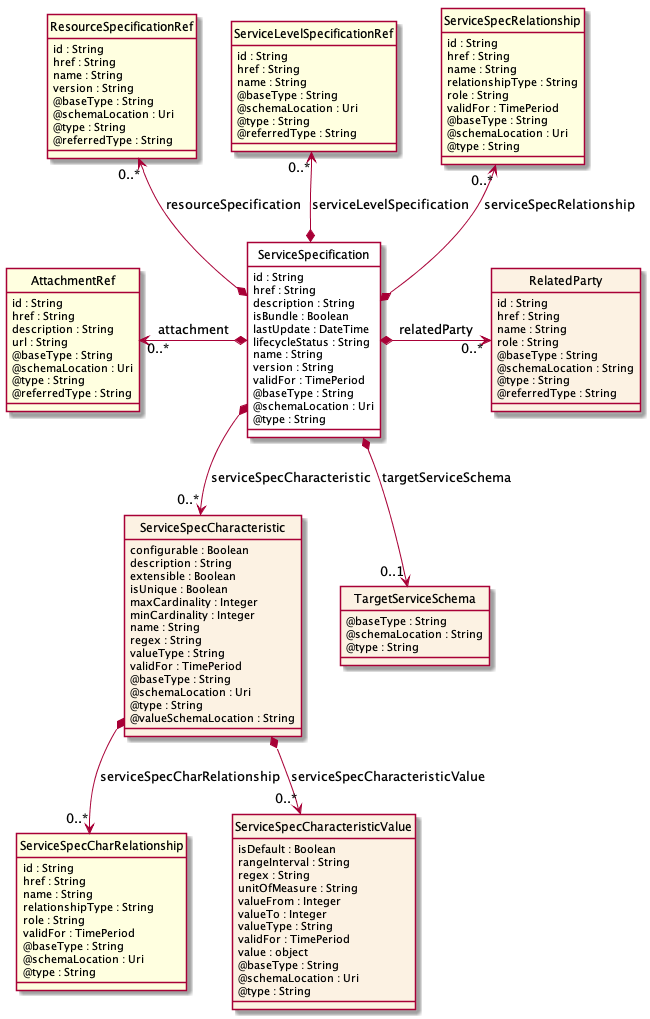 ResourceSpecificationRef
id : String
href : String
name : String
version : String
@baseType : String
@schemaLocation : Uri
@type : String
@referredType : String
ServiceLevelSpecificationRef
id : String
href : String
name : String
@baseType : String
@schemaLocation : Uri
@type : String
@referredType : String
ServiceSpecRelationship
id : String
href : String
name : String
relationshipType : String
role : String
validFor : TimePeriod
@baseType : String
@schemaLocation : Uri
@type : String
0..*
0..*
0..*
resourceSpecification
serviceLevelSpecification
serviceSpecRelationship
AttachmentRef
id : String
href : String
description : String
url : String
@baseType : String
@schemaLocation : Uri
@type : String
@referredType : String
attachment
0..*
ServiceSpecification
id : String
href : String
description : String
isBundle : Boolean
lastUpdate : DateTime
lifecycleStatus : String
name : String
version : String
validFor : TimePeriod
@baseType : String
@schemaLocation : Uri
@type : String
relatedParty
0..*
RelatedParty
id : String
href : String
name : String
role : String
@baseType : String
@schemaLocation : String
@type : String
@referredType : String
serviceSpecCharacteristic
targetServiceSchema
0..*
0..1
ServiceSpecCharacteristic
configurable : Boolean
description : String
extensible : Boolean
isUnique : Boolean
maxCardinality : Integer
minCardinality : Integer
name : String
regex : String
valueType : String
validFor : TimePeriod
@baseType : String
@schemaLocation : Uri
@type : String
@valueSchemaLocation : String
TargetServiceSchema
@baseType : String
@schemaLocation : String
@type : String
serviceSpecCharRelationship
serviceSpecCharacteristicValue
0..*
0..*
ServiceSpecCharRelationship
id : String
href : String
name : String
relationshipType : String
role : String
validFor : TimePeriod
@baseType : String
@schemaLocation : Uri
@type : String
ServiceSpecCharacteristicValue
isDefault : Boolean
rangeInterval : String
regex : String
unitOfMeasure : String
valueFrom : Integer
valueTo : Integer
valueType : String
validFor : TimePeriod
value : object
@baseType : String
@schemaLocation : Uri
@type : String